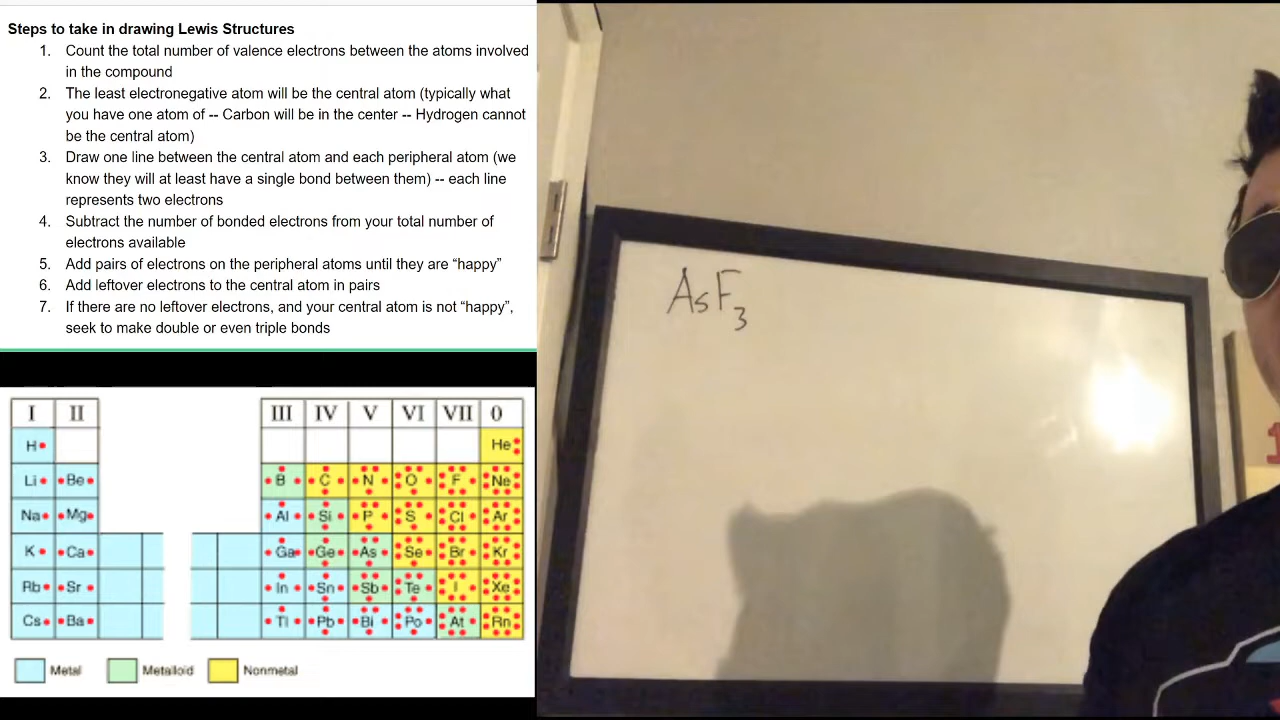 Steps to take in drawing Lewis Structures
1. Count the total number of valence electrons between the atoms involved
in the compound
2. The least electronegative atom will be the central atom (typically what
you have one atom of -- Carbon will be in the center -- Hydrogen cannot
be the central atom)
3. Draw one line between the central atom and each peripheral atom (we
know they will at least have a single bond between them) -- each line
represents two electrons
4. Subtract the number of bonded electrons from your total number of
electrons available
5. Add pairs of electrons on the peripheral atoms until they are “happy”
6. Add leftover electrons to the central atom in pairs
7. If there are no leftover electrons, and your central atom is not “happy”,
seek to make double or even triple bonds
I II III IV V VI VII 0
H He
Li Be B C N O F Ne
Na Mg Al Si P S Cl Ar
K Ca Ga Ge As Se Br Kr
Rb Sr In Sn Sb Te I Xe
Cs Ba Tl Pb Bi Po At Rn
Metal Metalloid Nonmetal
AsF3